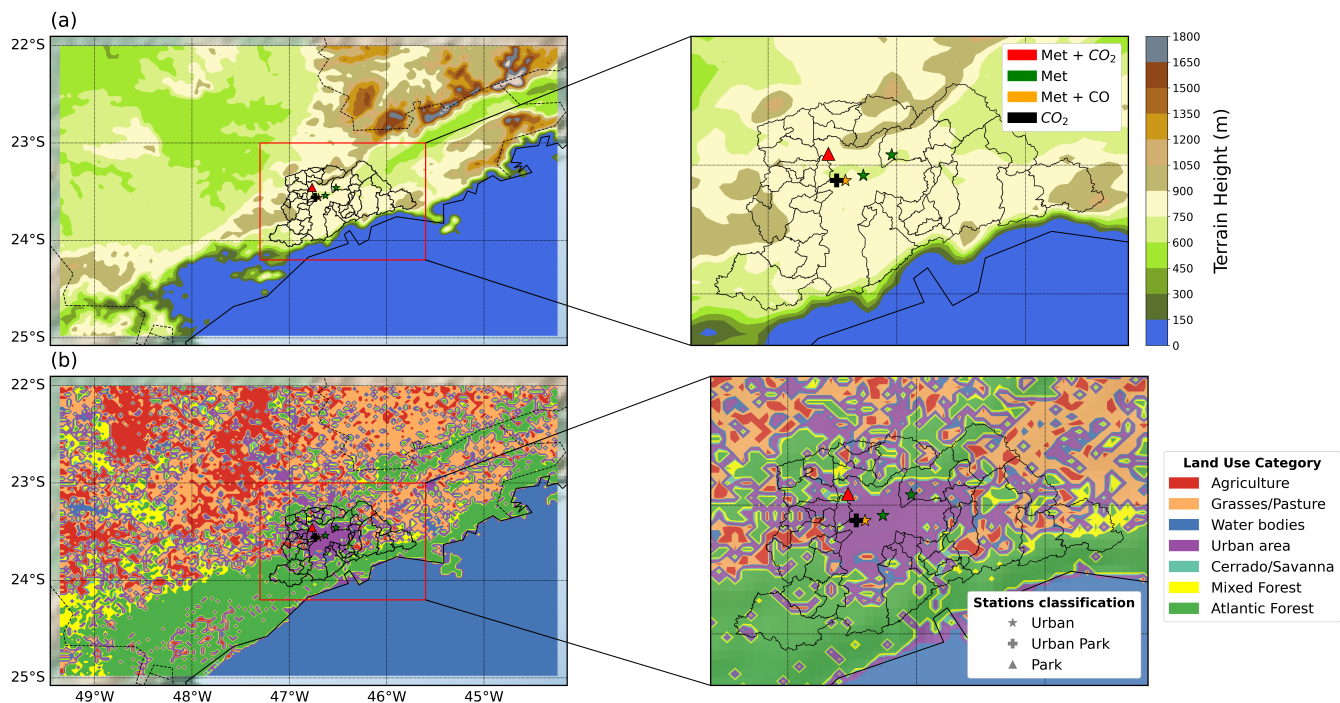 (a)
22°S
23°S
24°S
25°S
Met + CO₂
Met
Met + CO
CO₂
1800
1650
1500
1350
1200
1050
900
750
600
450
300
150
0
Terrain Height (m)
(b)
22°S
23°S
24°S
25°S
49°W
48°W
47°W
46°W
45°W
Stations classification
Urban
Urban Park
Park
Land Use Category
Agriculture
Grasses/Pasture
Water bodies
Urban area
Cerrado/Savanna
Mixed Forest
Atlantic Forest